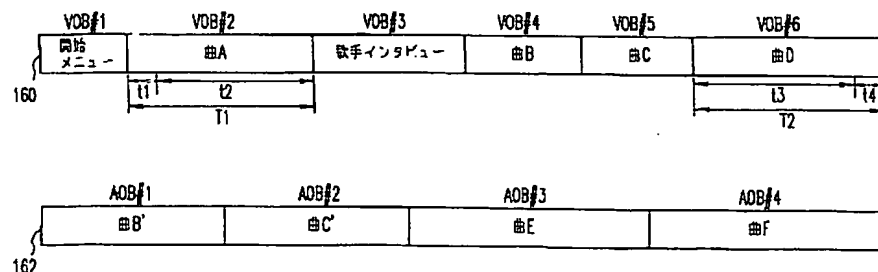 VOB#1 VOB#2 VOB#3 VOB#4 VOB#5 VOB#6
開始
メニュー 曲A 歌手インタビュー 曲B 曲C 曲D
160 t1 t2 t3 t4
T1 T2
AOB#1 AOB#2 AOB#3 AOB#4
曲B' 曲C' 曲E 曲F
162